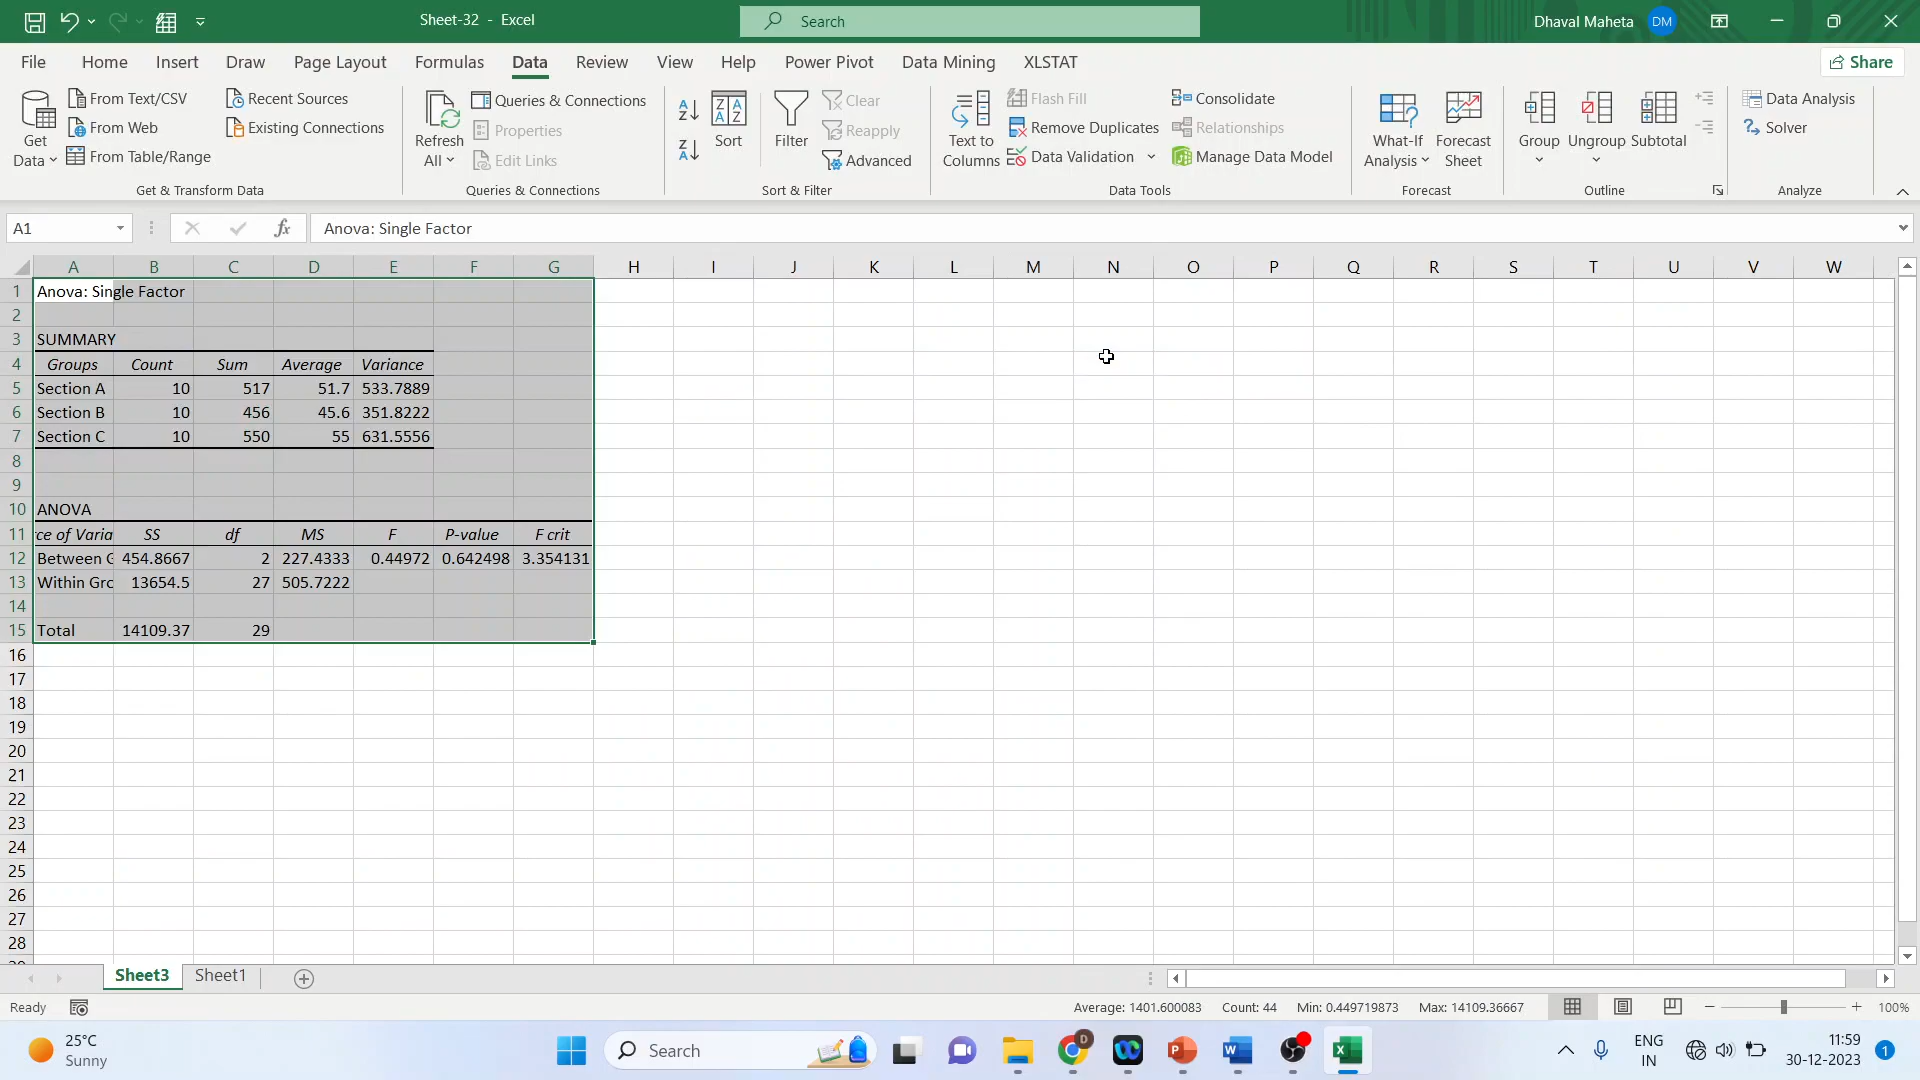 Sheet-32 - Excel
Search
Dhaval Maheta DM
File Home Insert Draw Page Layout Formulas Data Review View Help Power Pivot Data Mining XLSTAT Share
Get Data
From Text/CSV
From Web
From Table/Range
Recent Sources
Existing Connections
Get & Transform Data
Refresh All
Queries & Connections
Properties
Edit Links
Queries & Connections
Sort
Filter
Clear
Reapply
Advanced
Sort & Filter
Text to Columns
Flash Fill
Remove Duplicates
Data Validation
Consolidate
Relationships
Manage Data Model
Data Tools
What-If Analysis
Forecast Sheet
Forecast
Group
Ungroup
Subtotal
Outline
Data Analysis
Solver
Analyze
A1 fx Anova: Single Factor
A B C D E F G H I J K L M N O P Q R S T U V W
1 Anova: Single Factor
2
3 SUMMARY
4 Groups Count Sum Average Variance
5 Section A 10 517 51.7 533.7889
6 Section B 10 456 45.6 351.8222
7 Section C 10 550 55 631.5556
8
9
10 ANOVA
11 ce of Varia SS df MS F P-value F crit
12 Between G 454.8667 2 227.4333 0.44972 0.642498 3.354131
13 Within Gro 13654.5 27 505.7222
14
15 Total 14109.37 29
16
17
18
19
20
21
22
23
24
25
26
27
28
Sheet3 Sheet1
Ready Average: 1401.600083 Count: 44 Min: 0.449719873 Max: 14109.36667 100%
25°C
Sunny
Search
ENG
IN
11:59
30-12-2023
1